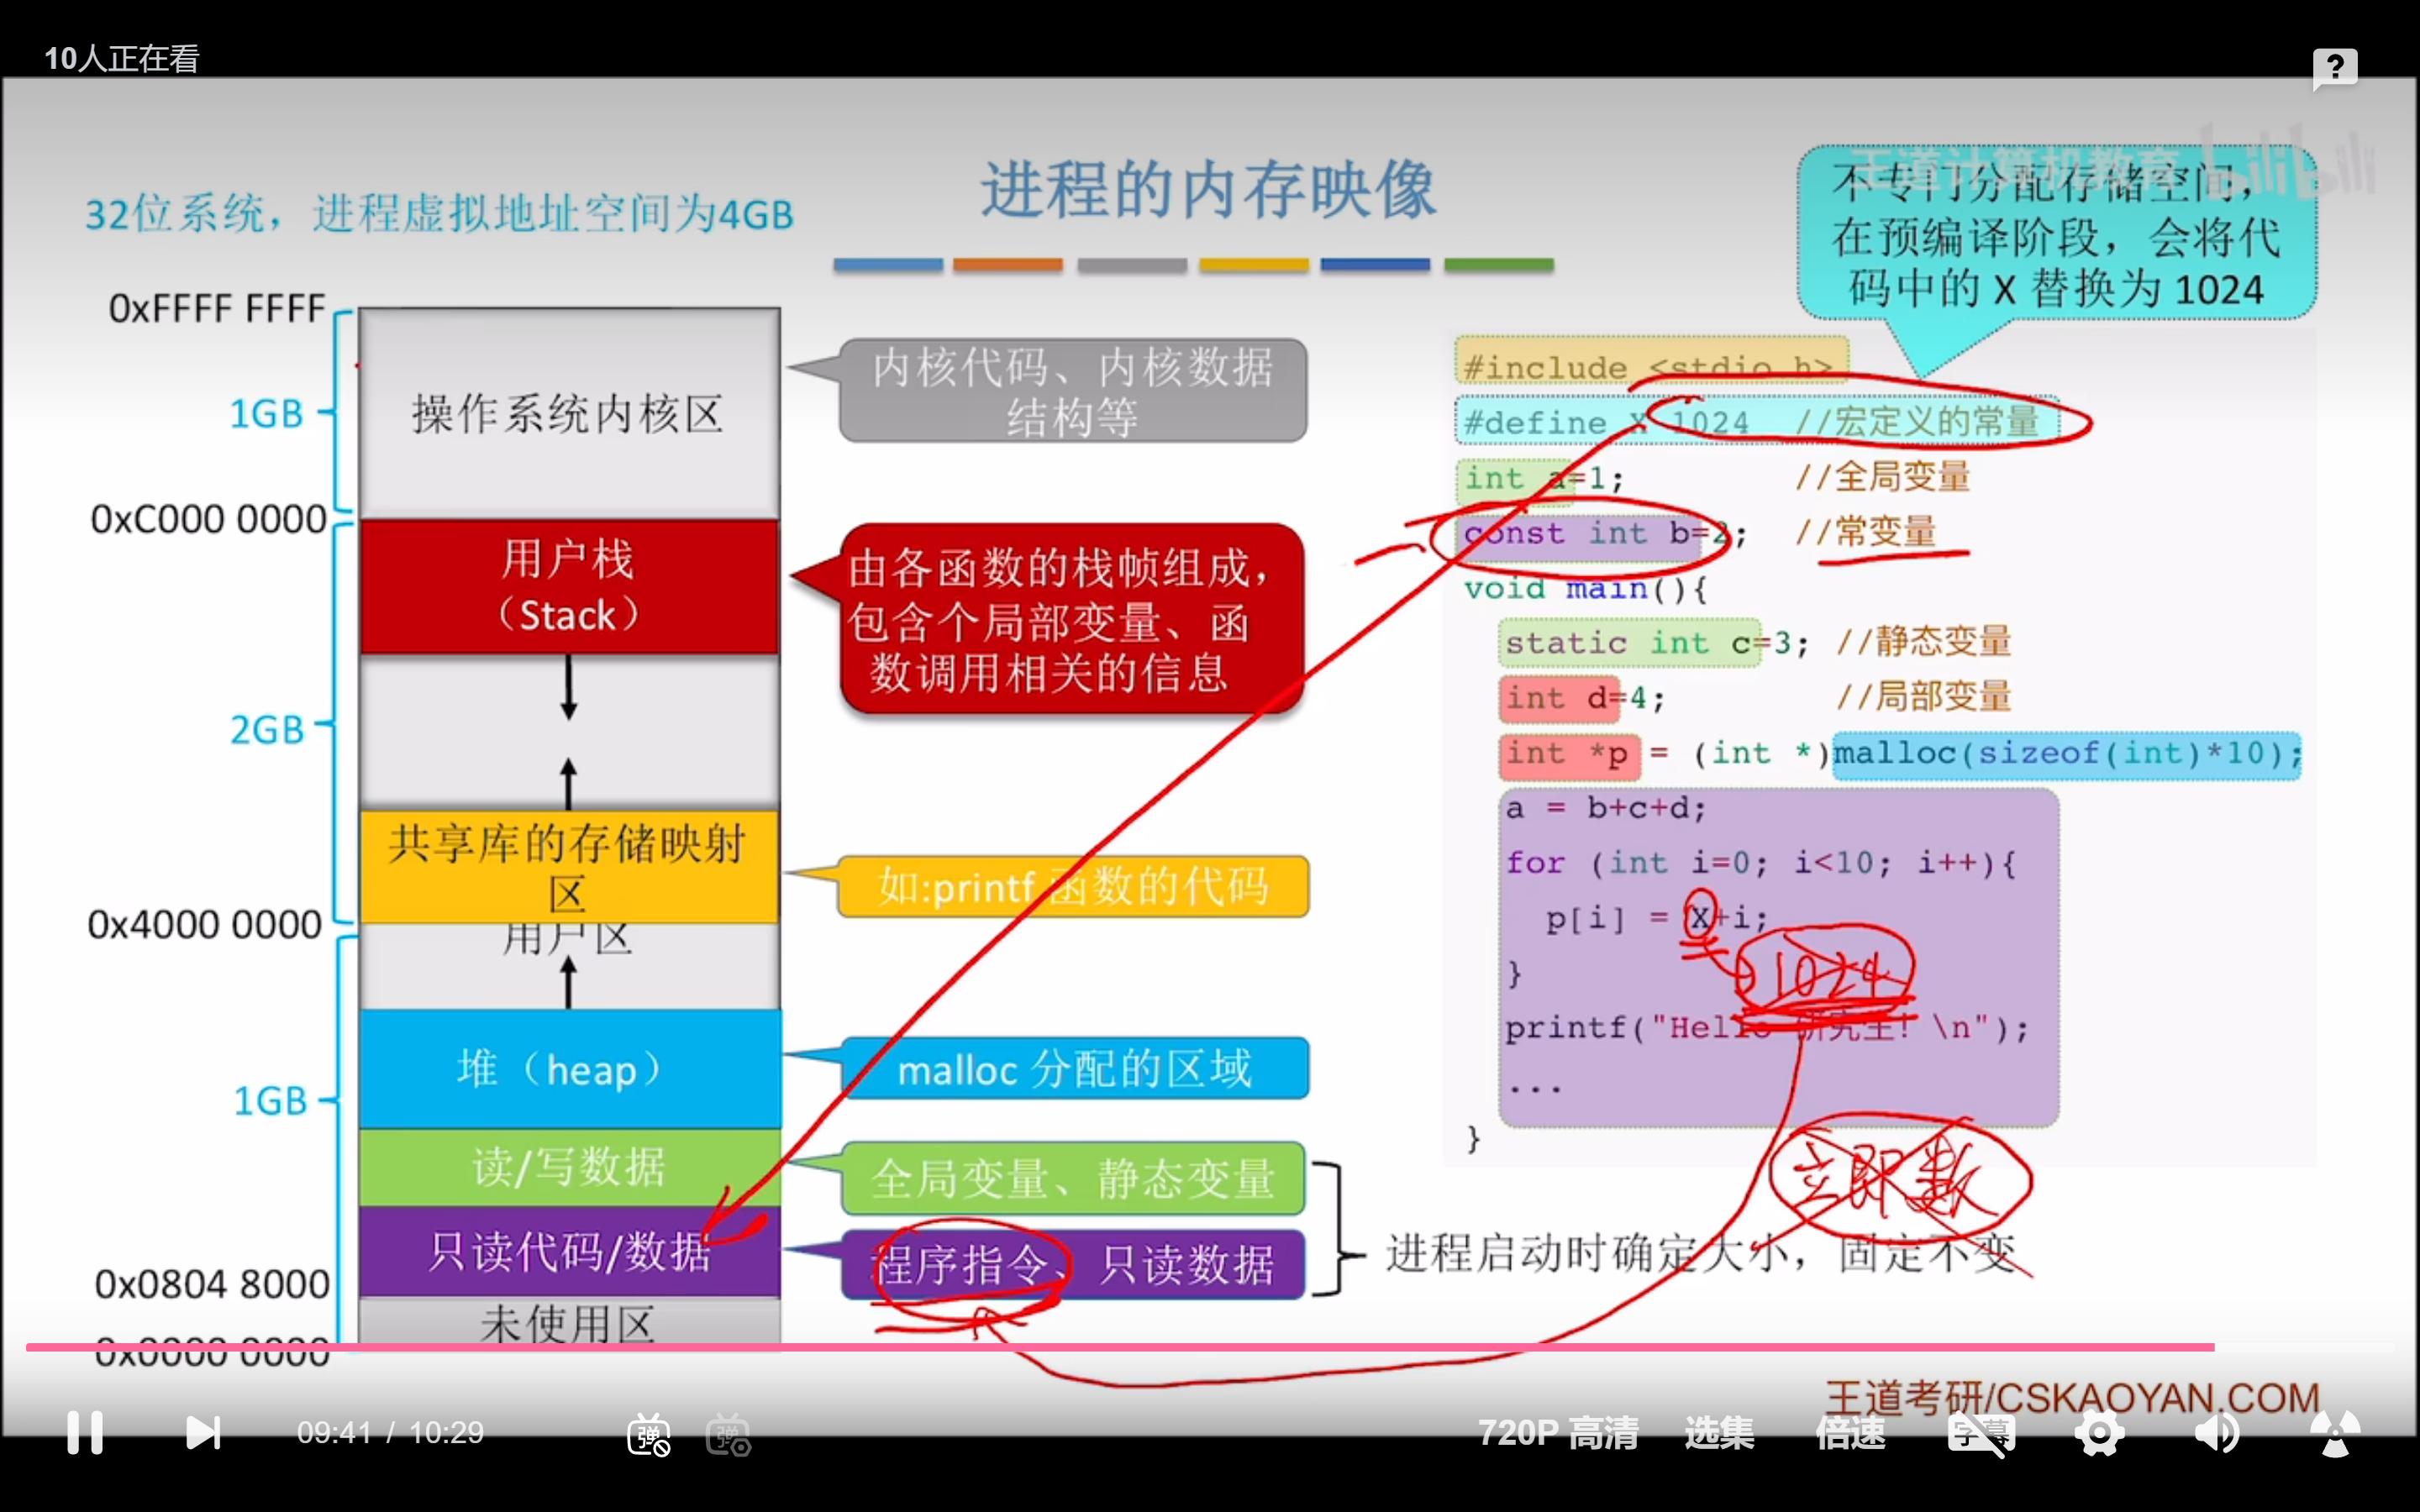 10人正在看
?
王道计算机教育
bilibili
进程的内存映像
32位系统，进程虚拟地址空间为4GB
不专门分配存储空间，
在预编译阶段，会将代
码中的 X 替换为 1024
0xFFFF FFFF
1GB
操作系统内核区
内核代码、内核数据
结构等
0xC000 0000
用户栈
（Stack）
由各函数的栈帧组成，
包含个局部变量、函
数调用相关的信息
2GB
共享库的存储映射
区
如:printf 函数的代码
0x4000 0000
用户区
1GB
堆（heap）
malloc 分配的区域
读/写数据
全局变量、静态变量
只读代码/数据
程序指令、只读数据
进程启动时确定大小，固定不变
0x0804 8000
未使用区
0x0000 0000
#include <stdio.h>
#define X 1024 //宏定义的常量
int a=1; //全局变量
const int b=2; //常变量
void main(){
static int c=3; //静态变量
int d=4; //局部变量
int *p = (int *)malloc(sizeof(int)*10);
a = b+c+d;
for (int i=0; i<10; i++){
p[i] = X+i;
1024
}
printf("Hello 研究生! \n");
...
}
立即数
王道考研/CSKAOYAN.COM
09:41 / 10:29
弹
弹
720P 高清
选集
倍速
字幕